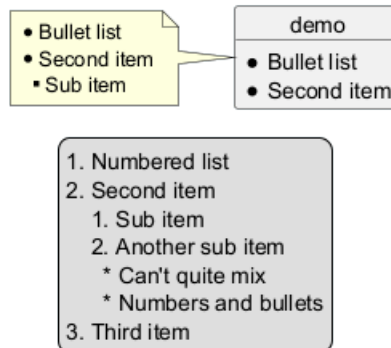 • Bullet list
• Second item
▪ Sub item
demo
• Bullet list
• Second item
1. Numbered list
2. Second item
1. Sub item
2. Another sub item
* Can't quite mix
* Numbers and bullets
3. Third item